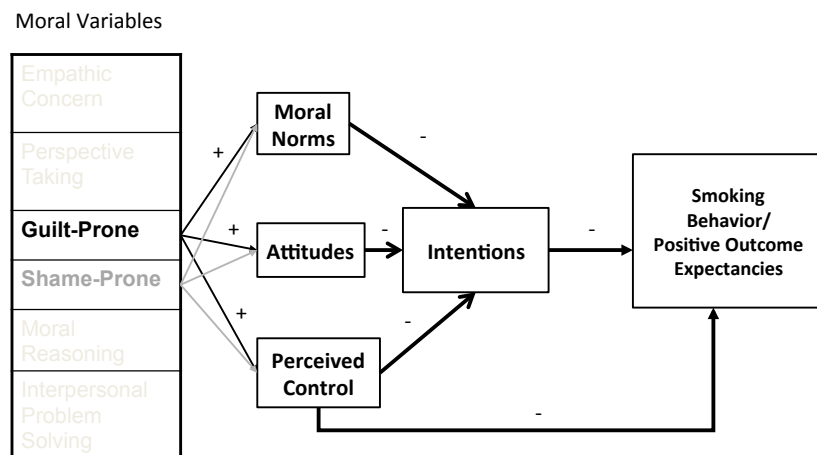 Moral Variables
Empathic
Concern
Perspective
Taking
Guilt-Prone
Shame-Prone
Moral
Reasoning
Interpersonal
Problem
Solving
+
+
+
Moral
Norms
Attitudes
Perceived
Control
-
-
-
-
Intentions
-
Smoking
Behavior/
Positive Outcome
Expectancies